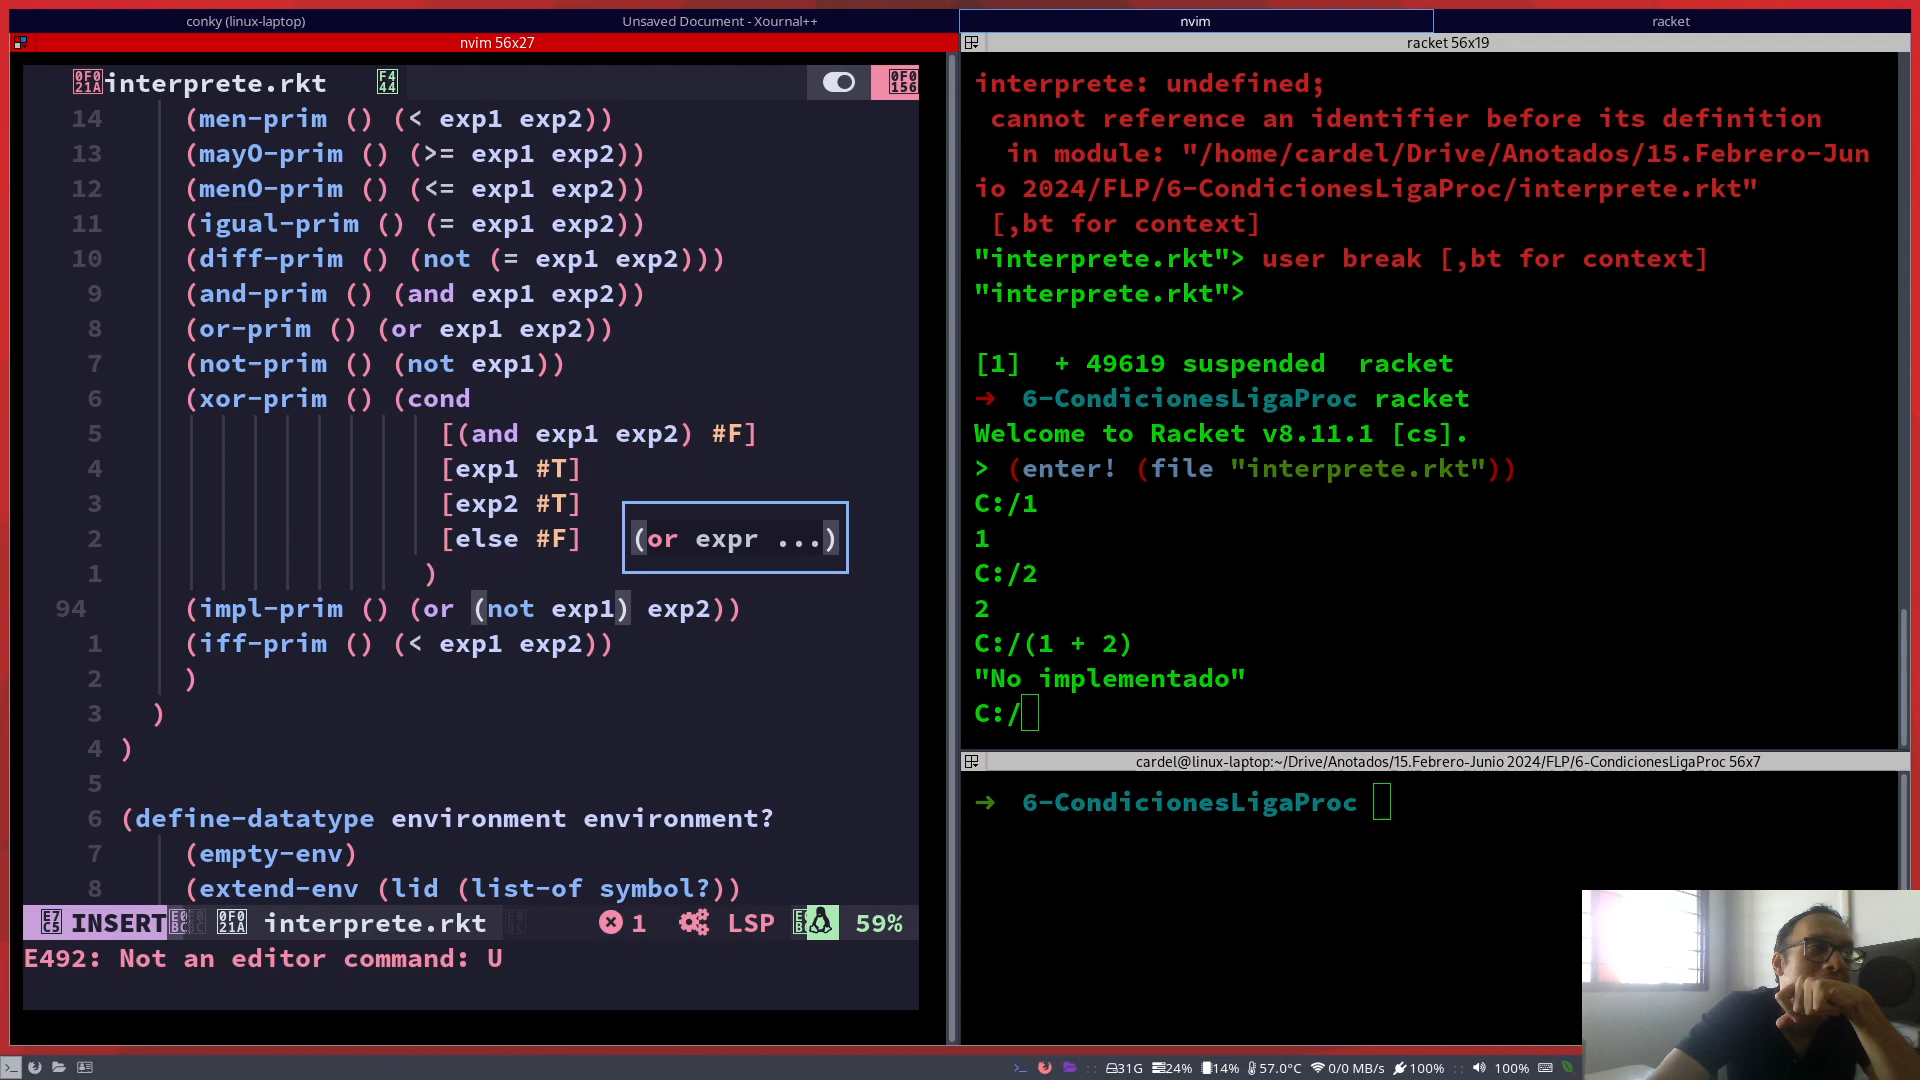 conky (linux-laptop)
Unsaved Document - Xournal++
nvim
racket
nvim 56x27
interprete.rkt
14 (men-prim () (< exp1 exp2))
13 (mayO-prim () (>= exp1 exp2))
12 (menO-prim () (<= exp1 exp2))
11 (igual-prim () (= exp1 exp2))
10 (diff-prim () (not (= exp1 exp2)))
9 (and-prim () (and exp1 exp2))
8 (or-prim () (or exp1 exp2))
7 (not-prim () (not exp1))
6 (xor-prim () (cond
5 [(and exp1 exp2) #F]
4 [exp1 #T]
3 [exp2 #T]
2 [else #F]
(or expr ...)
1 )
94 (impl-prim () (or (not exp1) exp2))
1 (iff-prim () (< exp1 exp2))
2 )
3 )
4 )
5
6 (define-datatype environment environment?
7 (empty-env)
8 (extend-env (lid (list-of symbol?))
INSERT interprete.rkt 1 LSP 59%
E492: Not an editor command: U
racket 56x19
interprete: undefined;
cannot reference an identifier before its definition
in module: "/home/cardel/Drive/Anotados/15.Febrero-Jun
io 2024/FLP/6-CondicionesLigaProc/interprete.rkt"
[,bt for context]
"interprete.rkt"> user break [,bt for context]
"interprete.rkt">
[1] + 49619 suspended racket
➜ 6-CondicionesLigaProc racket
Welcome to Racket v8.11.1 [cs].
> (enter! (file "interprete.rkt"))
C:/1
1
C:/2
2
C:/(1 + 2)
"No implementado"
C:/
cardel@linux-laptop:~/Drive/Anotados/15.Febrero-Junio 2024/FLP/6-CondicionesLigaProc 56x7
➜ 6-CondicionesLigaProc
31G 24% 14% 57.0°C 0/0 MB/s 100% 100%